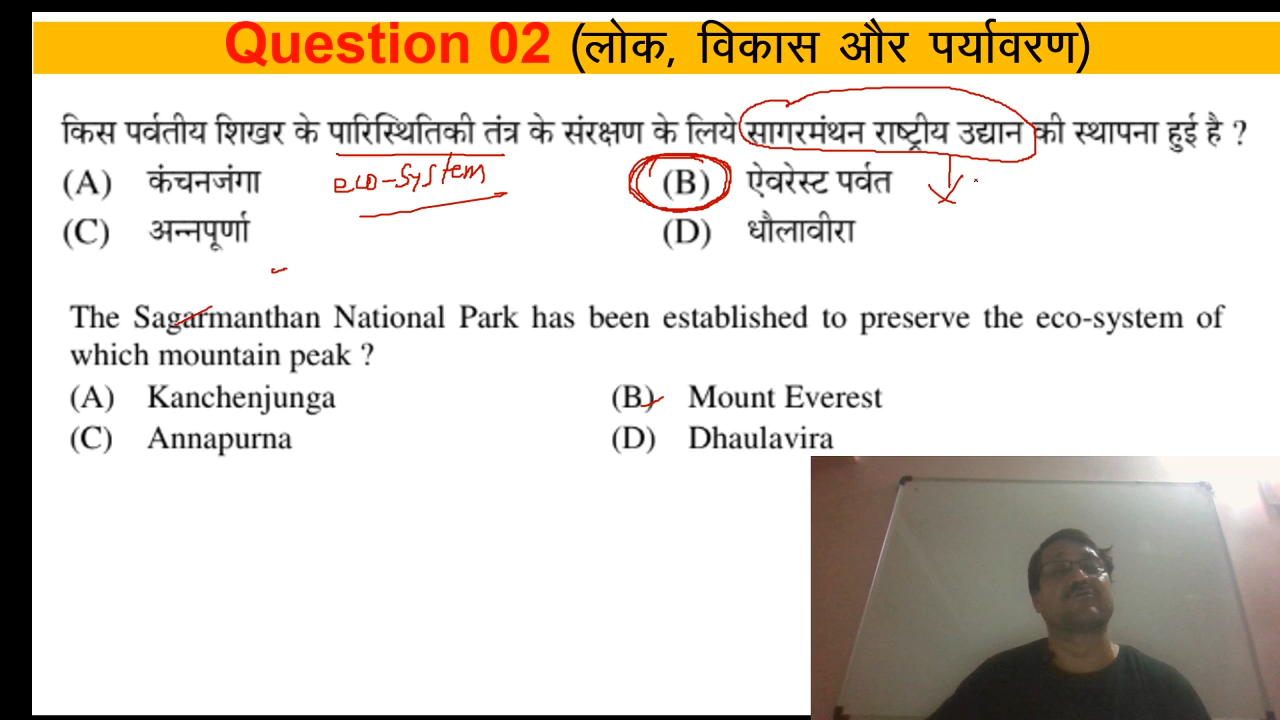 Question 02 (लोक, विकास और पर्यावरण)
किस पर्वतीय शिखर के पारिस्थितिकी तंत्र के संरक्षण के लिये सागरमंथन राष्ट्रीय उद्यान की स्थापना हुई है ?
(A) कंचनजंगा (B) ऐवरेस्ट पर्वत
eco-system
(C) अन्नपूर्णा (D) धौलावीरा
The Sagarmanthan National Park has been established to preserve the eco-system of
which mountain peak ?
(A) Kanchenjunga (B) Mount Everest
(C) Annapurna (D) Dhaulavira